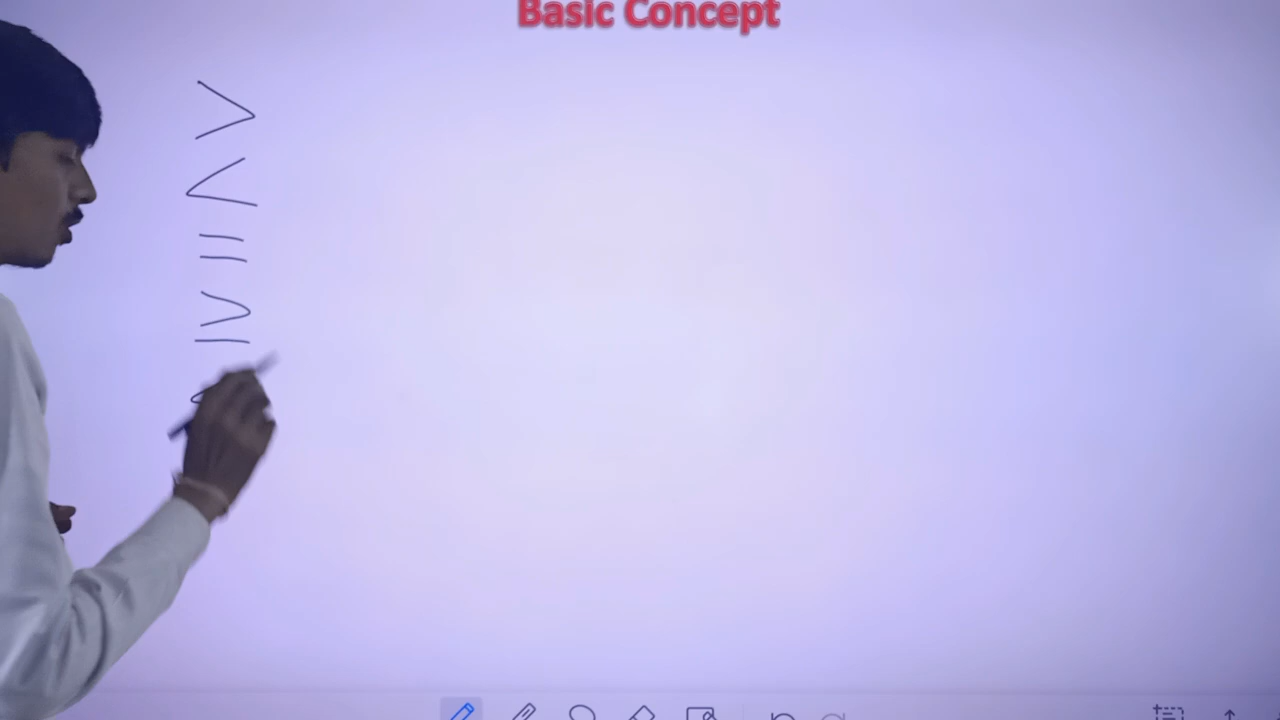 Basic Concept
>
<
=
≥